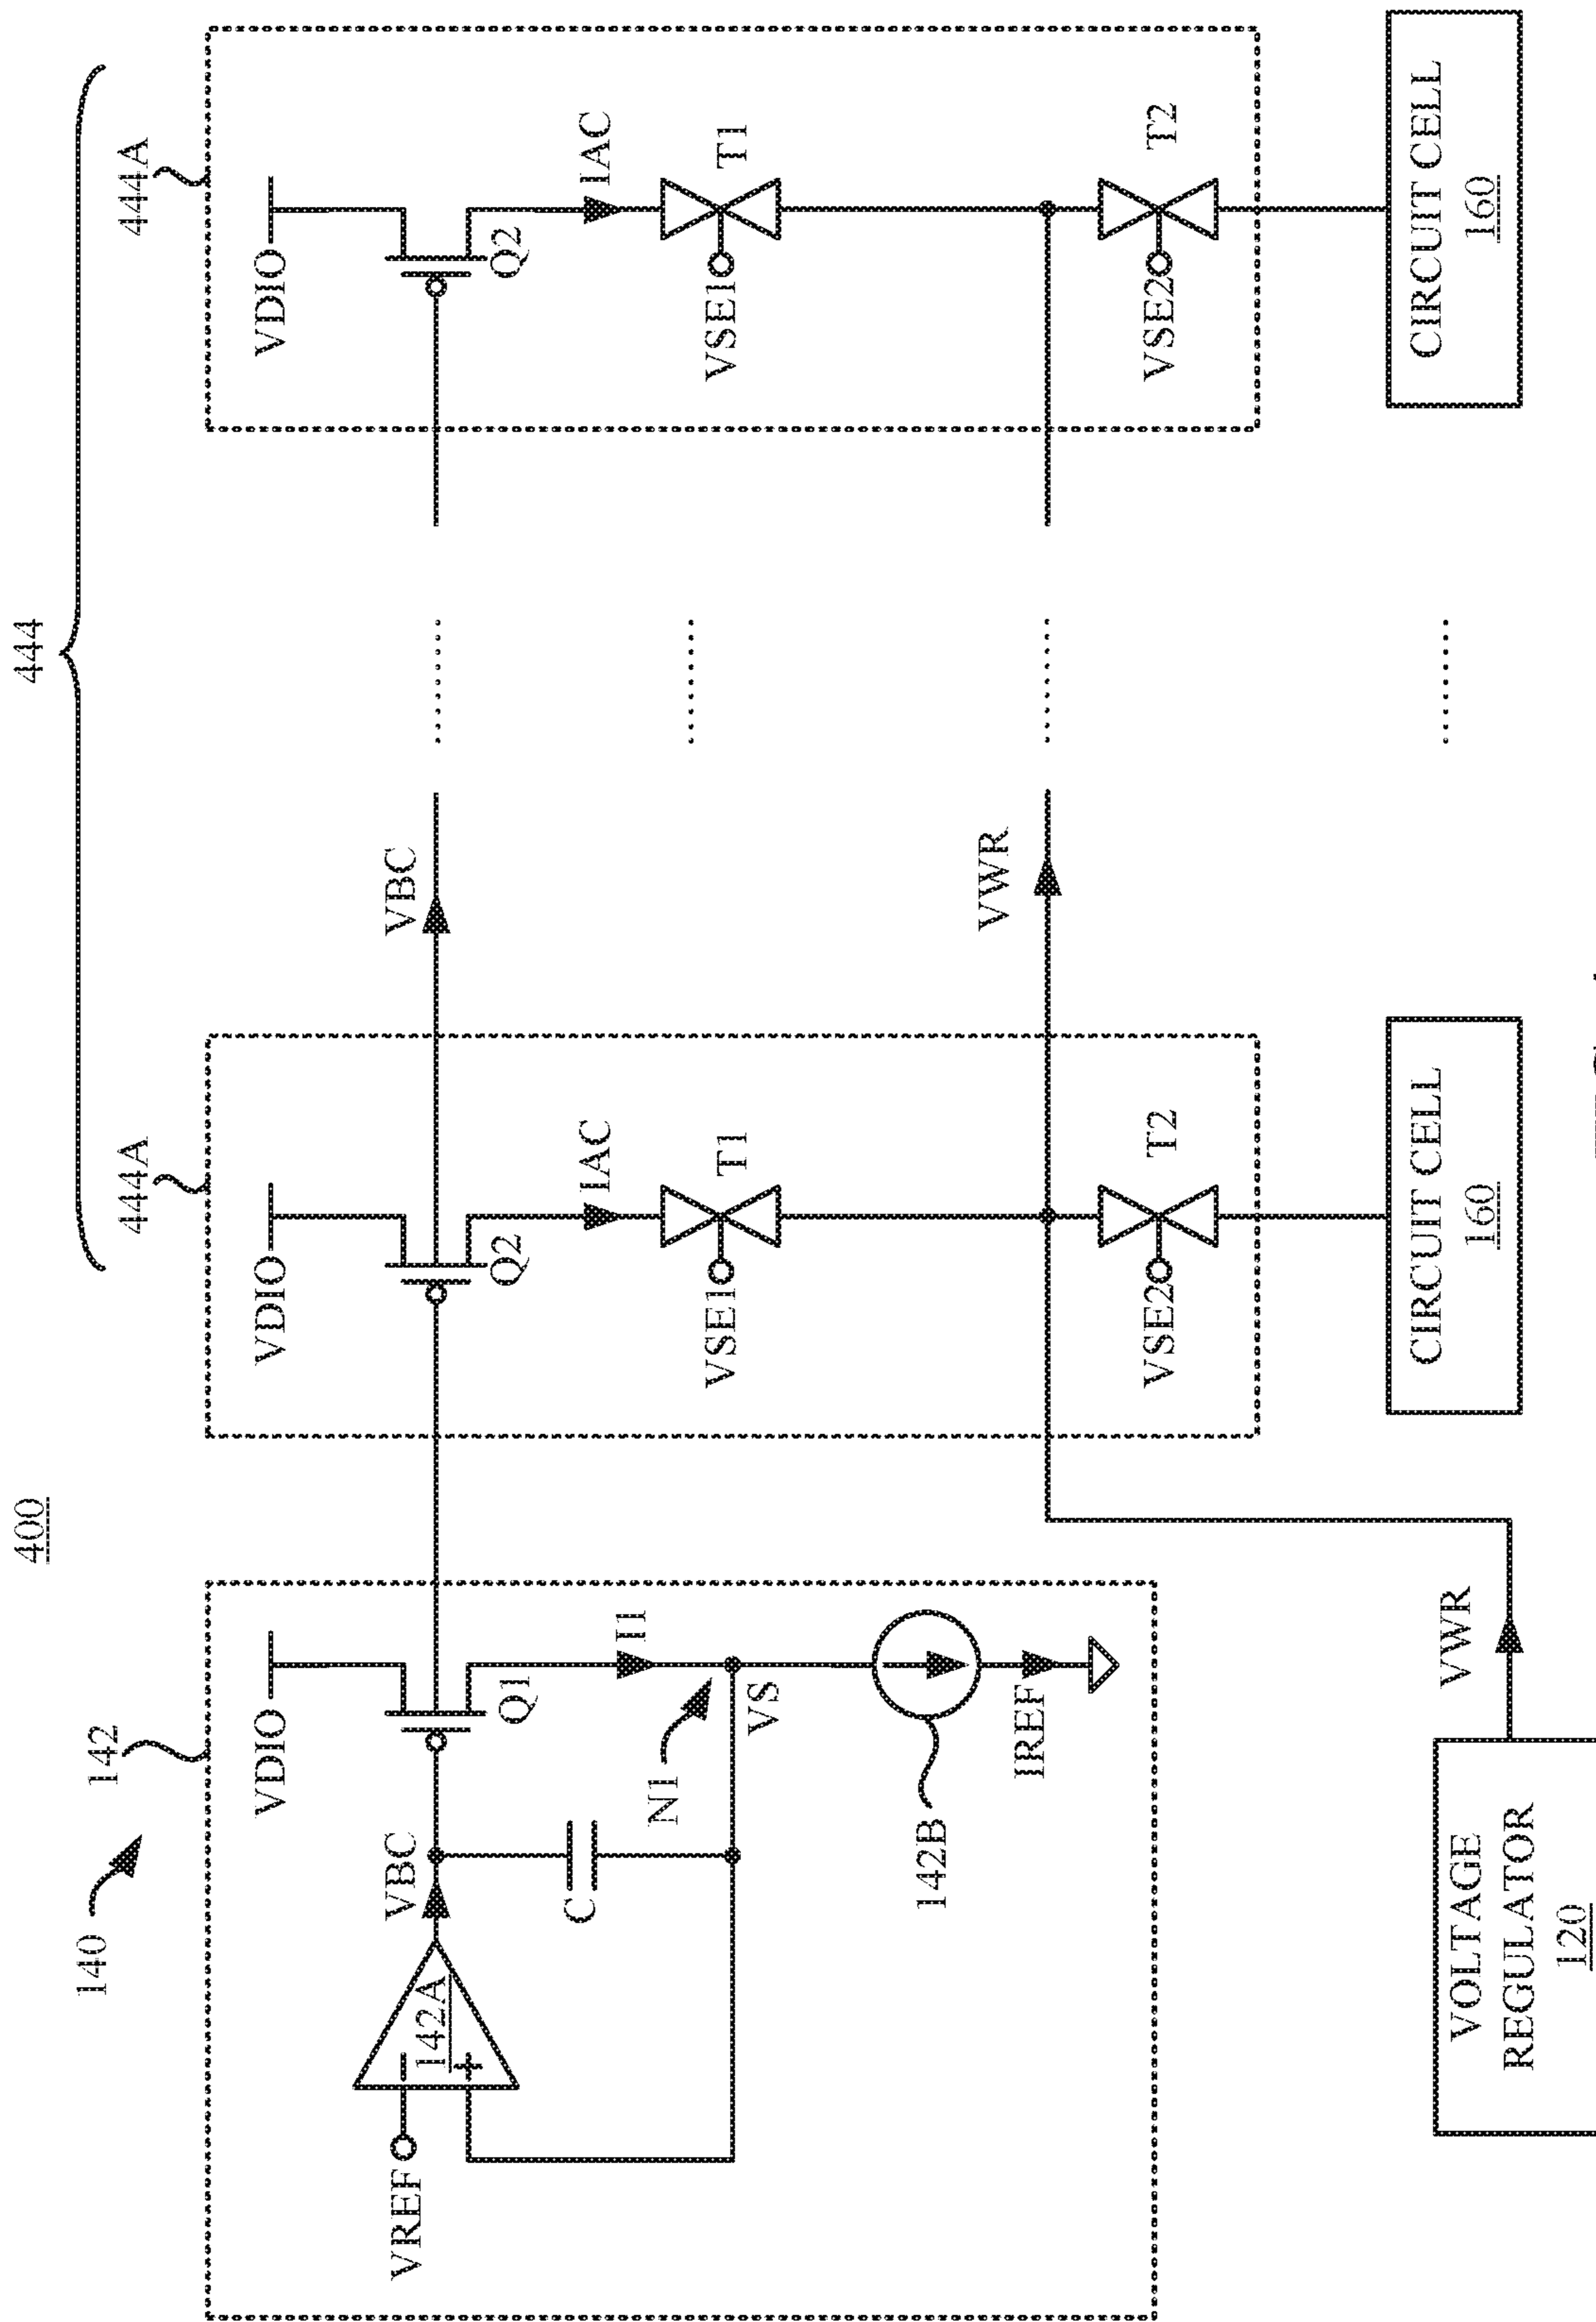 400
444
140
142
444A
444A
VDIO
VDIO
VDIO
VREF
142A
VBC
Q1
Q2
VBC
Q2
C
I1
IAC
IAC
N1
VS
VSE1
T1
VSE1
T1
142B
IREF
VWR
VSE2
T2
VSE2
T2
VOLTAGE
REGULATOR
120
VWR
CIRCUIT CELL
160
CIRCUIT CELL
160